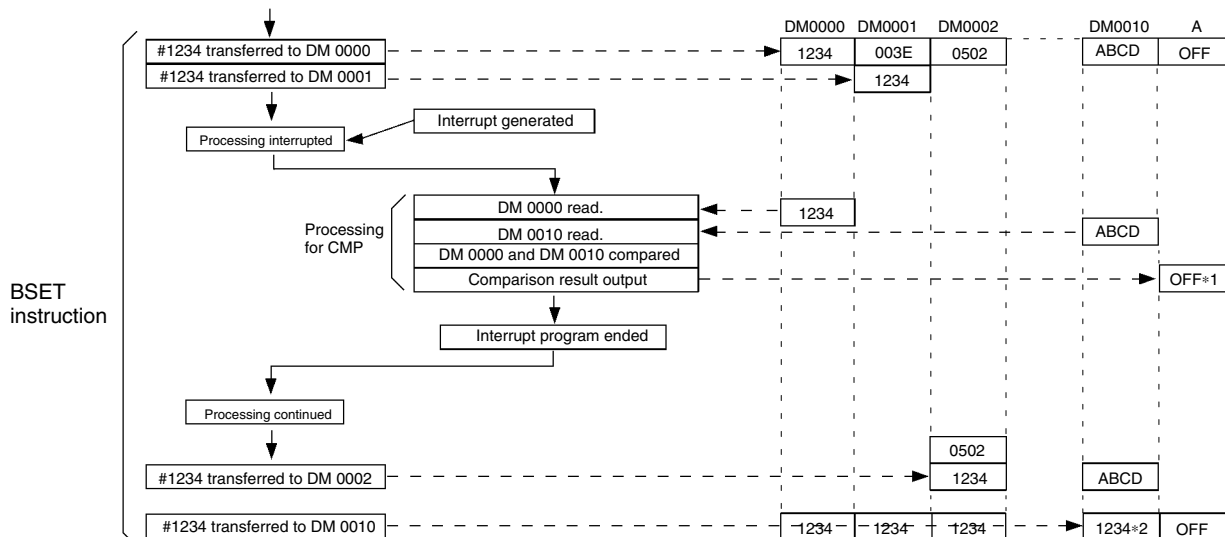 DM0000 DM0001 DM0002 DM0010 A
#1234 transferred to DM 0000 1234 003E 0502 ABCD OFF
#1234 transferred to DM 0001 1234
Interrupt generated
Processing interrupted
DM 0000 read. 1234
Processing for CMP
DM 0010 read. ABCD
DM 0000 and DM 0010 compared
Comparison result output OFF*1
BSET
instruction
Interrupt program ended
Processing continued
0502
#1234 transferred to DM 0002 1234 ABCD
#1234 transferred to DM 0010 1234 1234 1234 1234*2 OFF